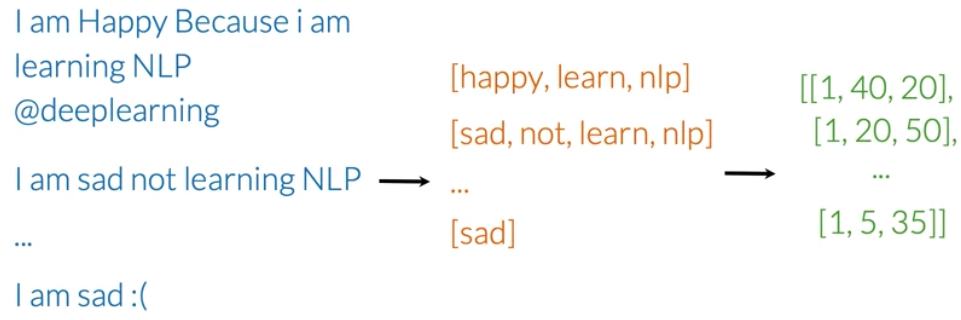 I am Happy Because i am
learning NLP
@deeplearning
I am sad not learning NLP
...
I am sad :(
[happy, learn, nlp]
[sad, not, learn, nlp]
...
[sad]
[[1, 40, 20],
[1, 20, 50],
...
[1, 5, 35]]